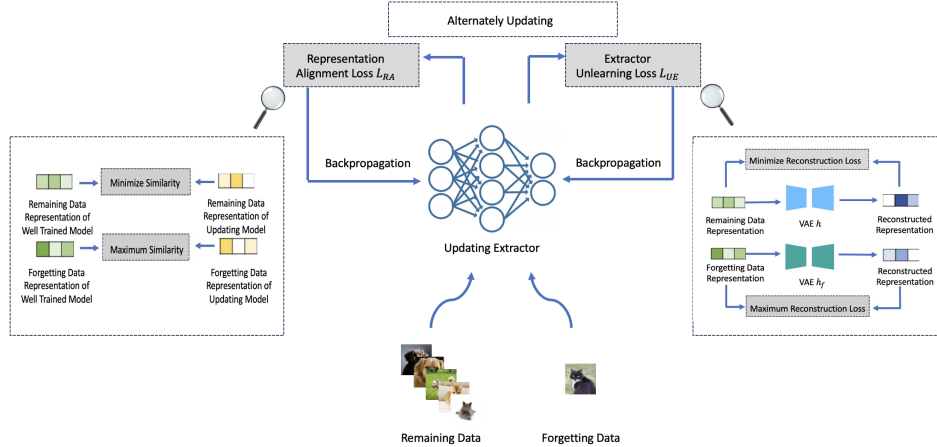 Alternately Updating
Representation
Alignment Loss L_RA
Extractor
Unlearning Loss L_UE
Backpropagation
Backpropagation
Minimize Similarity
Remaining Data
Representation of
Well Trained Model
Remaining Data
Representation
of Updating Model
Maximum Similarity
Forgetting Data
Representation of
Well Trained Model
Forgetting Data
Representation of
Updating Model
Updating Extractor
Minimize Reconstruction Loss
Remaining Data
Representation
VAE h
Reconstructed
Representation
Forgetting Data
Representation
VAE h_f
Reconstructed
Representation
Maximum Reconstruction Loss
Remaining Data
Forgetting Data